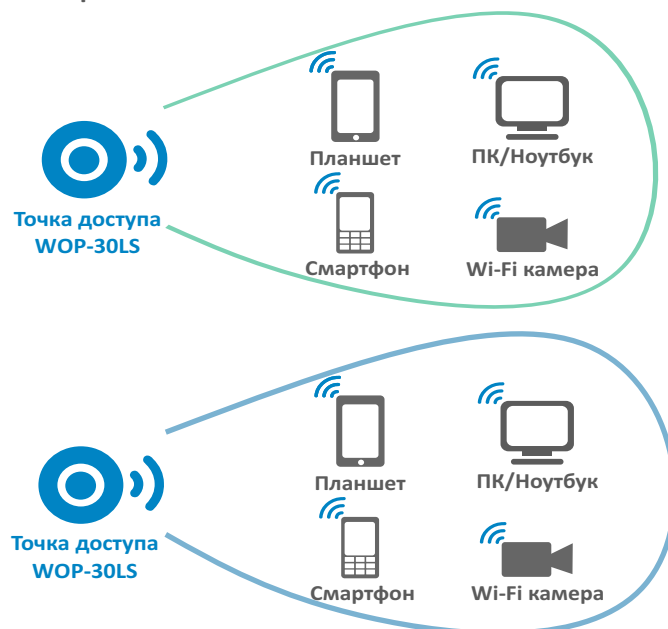 Планшет
ПК/Ноутбук
Точка доступа
WOP-30LS
Смартфон
Wi-Fi камера
Планшет
ПК/Ноутбук
Точка доступа
WOP-30LS
Смартфон
Wi-Fi камера